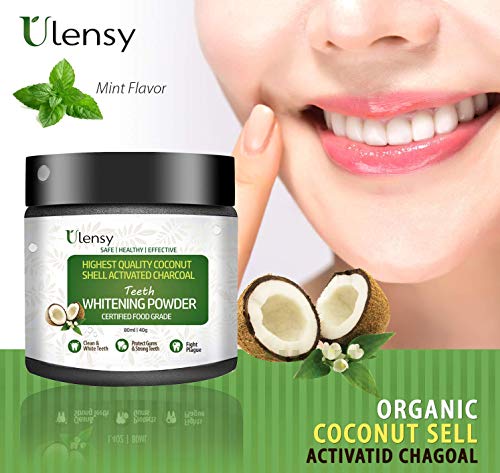 Ulensy
Mint Flavor
Ulensy
SAFE | HEALTHY | EFFECTIVE
HIGHEST QUALITY COCONUT
SHELL ACTIVATED CHARCOAL
Teeth
WHITENING POWDER
CERTIFIED FOOD GRADE
80ml | 40g
Clean &
White Teeth
Protect Gums
& Strong Teeth
Fight
Plaque
ORGANIC
COCONUT SELL
ACTIVATID CHAGOAL